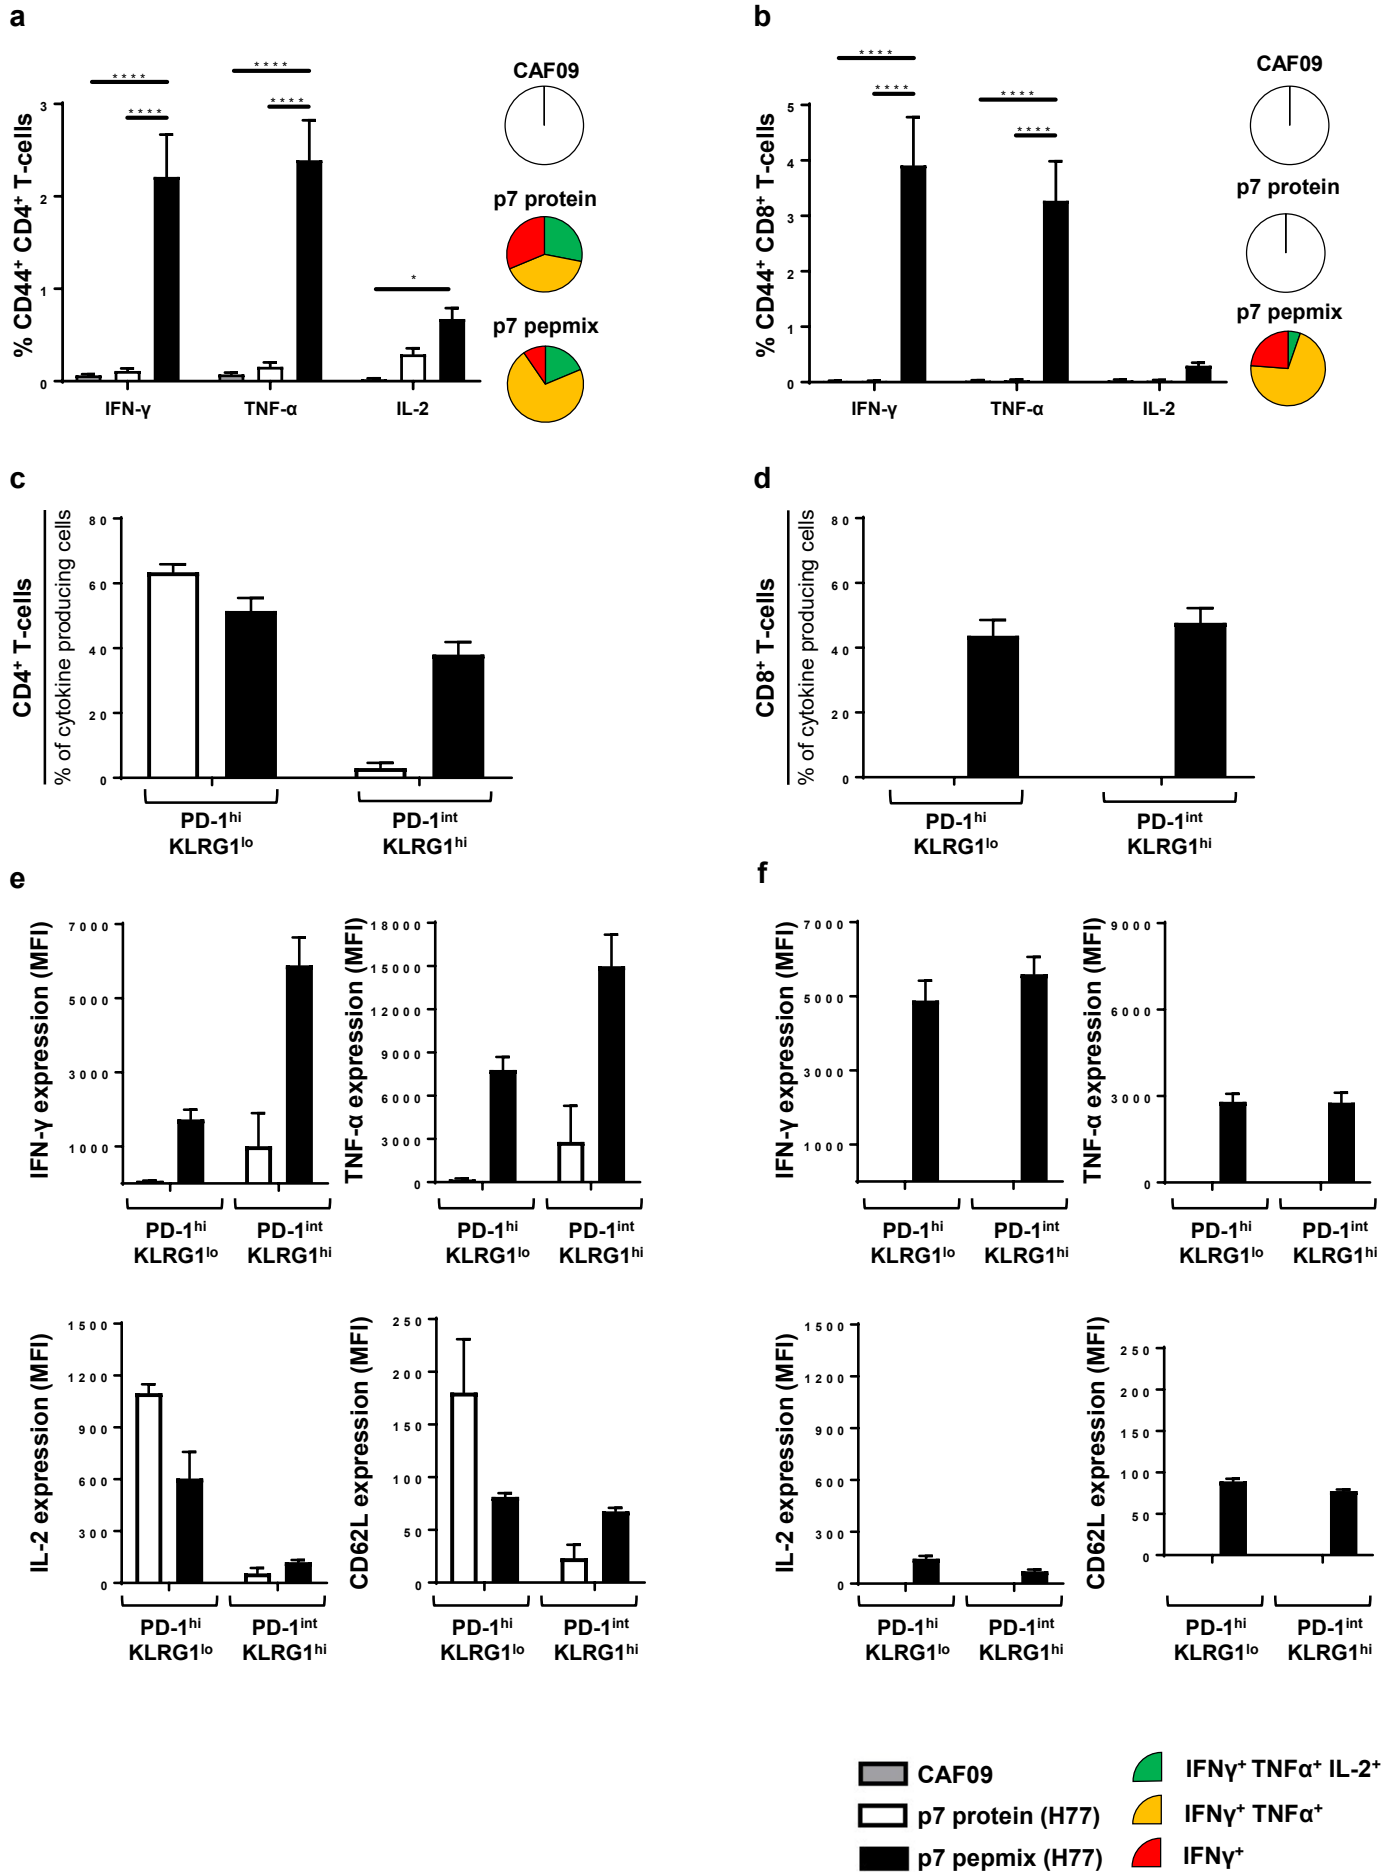 a
b
****
****
****
****
*
% CD44⁺ CD4⁺ T-cells
3
2
1
0
IFN-γ
TNF-α
IL-2
CAF09
p7 protein
p7 pepmix
****
****
****
****
% CD44⁺ CD8⁺ T-cells
5
4
3
2
1
0
IFN-γ
TNF-α
IL-2
CAF09
p7 protein
p7 pepmix
c
CD4⁺ T-cells
% of cytokine producing cells
80
60
40
20
0
PD-1ʰⁱ
KLRG1ˡᵒ
PD-1ⁱⁿᵗ
KLRG1ʰⁱ
d
CD8⁺ T-cells
% of cytokine producing cells
80
60
40
20
0
PD-1ʰⁱ
KLRG1ˡᵒ
PD-1ⁱⁿᵗ
KLRG1ʰⁱ
e
IFN-γ expression (MFI)
7000
5000
3000
1000
PD-1ʰⁱ
KLRG1ˡᵒ
PD-1ⁱⁿᵗ
KLRG1ʰⁱ
TNF-α expression (MFI)
18000
15000
12000
9000
6000
3000
0
PD-1ʰⁱ
KLRG1ˡᵒ
PD-1ⁱⁿᵗ
KLRG1ʰⁱ
IL-2 expression (MFI)
1500
1200
900
600
300
0
PD-1ʰⁱ
KLRG1ˡᵒ
PD-1ⁱⁿᵗ
KLRG1ʰⁱ
CD62L expression (MFI)
250
200
150
100
50
0
PD-1ʰⁱ
KLRG1ˡᵒ
PD-1ⁱⁿᵗ
KLRG1ʰⁱ
f
IFN-γ expression (MFI)
7000
5000
3000
1000
PD-1ʰⁱ
KLRG1ˡᵒ
PD-1ⁱⁿᵗ
KLRG1ʰⁱ
TNF-α expression (MFI)
9000
6000
3000
0
PD-1ʰⁱ
KLRG1ˡᵒ
PD-1ⁱⁿᵗ
KLRG1ʰⁱ
IL-2 expression (MFI)
1500
1200
900
600
300
0
PD-1ʰⁱ
KLRG1ˡᵒ
PD-1ⁱⁿᵗ
KLRG1ʰⁱ
CD62L expression (MFI)
250
200
150
100
50
0
PD-1ʰⁱ
KLRG1ˡᵒ
PD-1ⁱⁿᵗ
KLRG1ʰⁱ
CAF09
p7 protein (H77)
p7 pepmix (H77)
IFNγ⁺ TNFα⁺ IL-2⁺
IFNγ⁺ TNFα⁺
IFNγ⁺